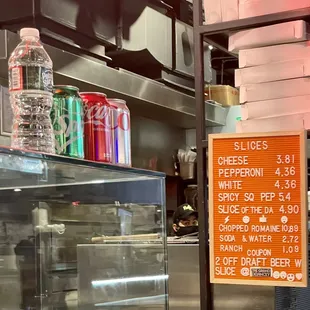 SLICES
CHEESE 3.81
PEPPERONI 4.36
WHITE 4.36
SPICY SQ PEP 5.4
SLICE OF THE DA 4.90
CHOPPED ROMAINE 10.89
SODA & WATER 2.72
RANCH 1.09
COUPON
2 OFF DRAFT BEER W
SLICE @